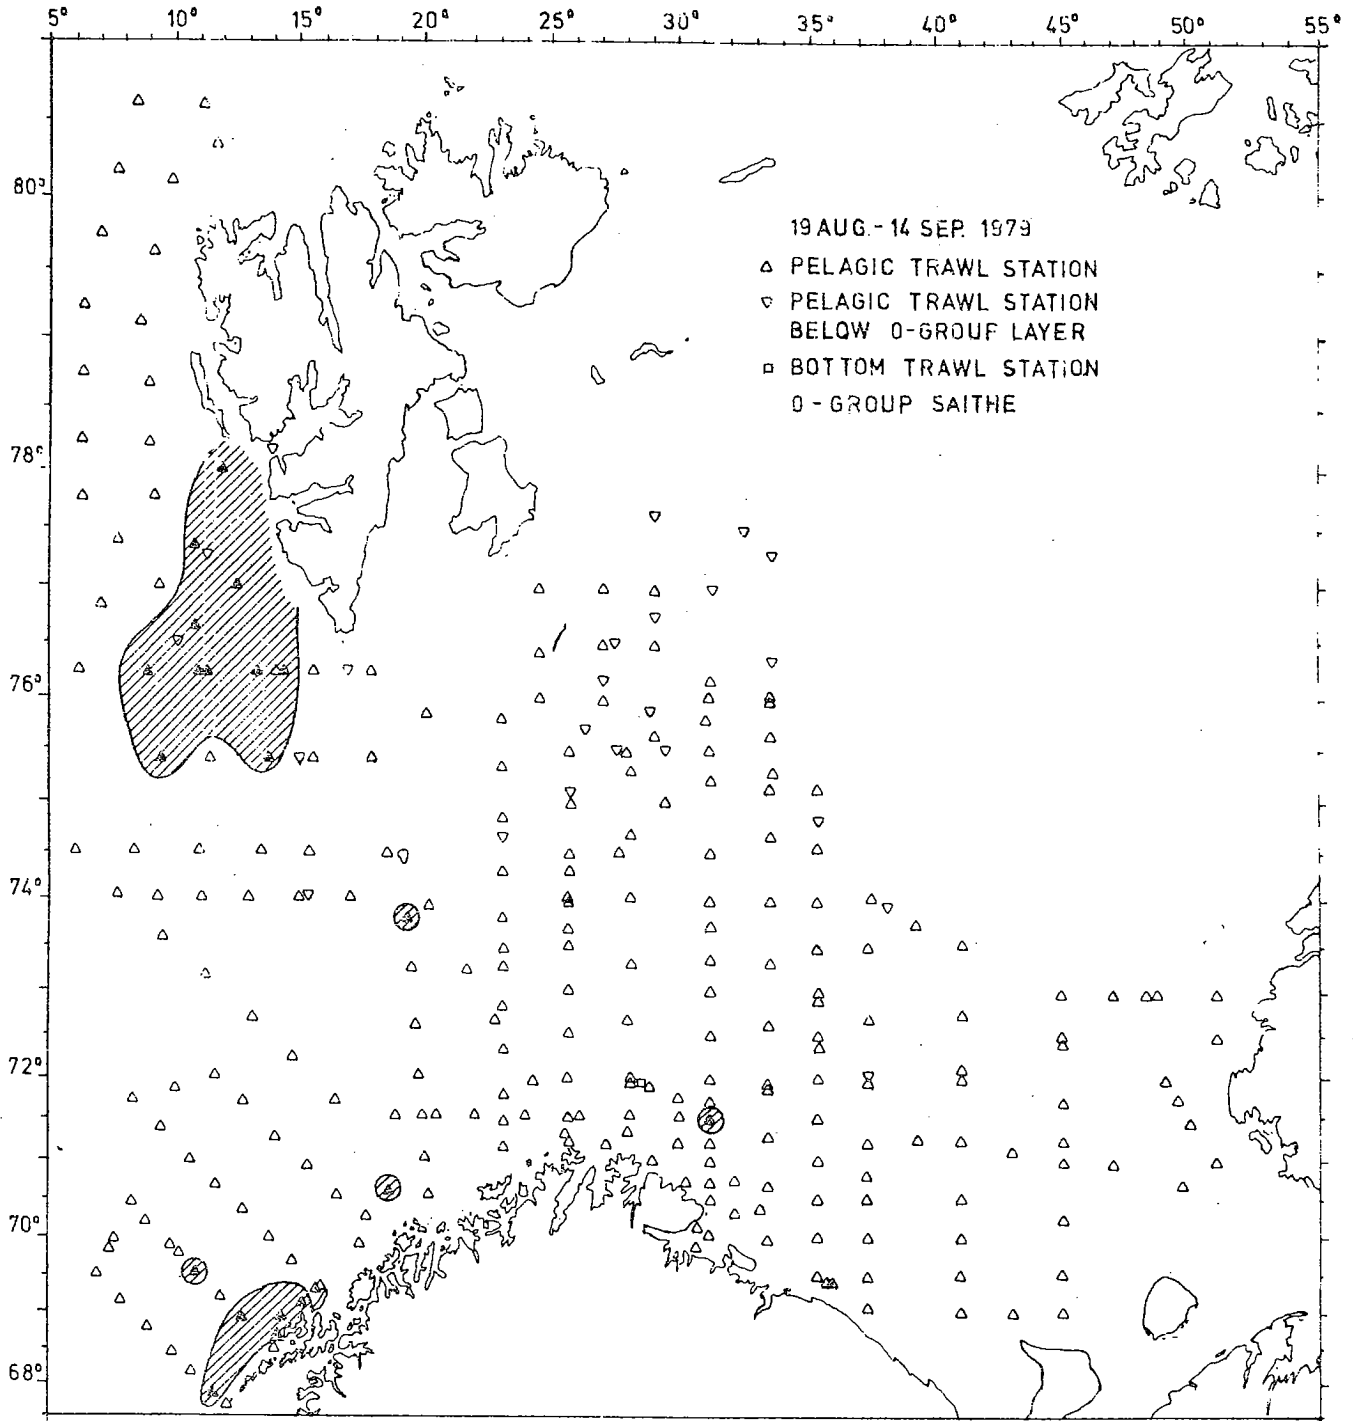 5° 10° 15° 20° 25° 30° 35° 40° 45° 50° 55°
80°
19 AUG.- 14 SEP. 1979
△ PELAGIC TRAWL STATION
▽ PELAGIC TRAWL STATION
BELOW 0-GROUP LAYER
□ BOTTOM TRAWL STATION
0 - GROUP SAITHE
78°
76°
74°
72°
70°
68°